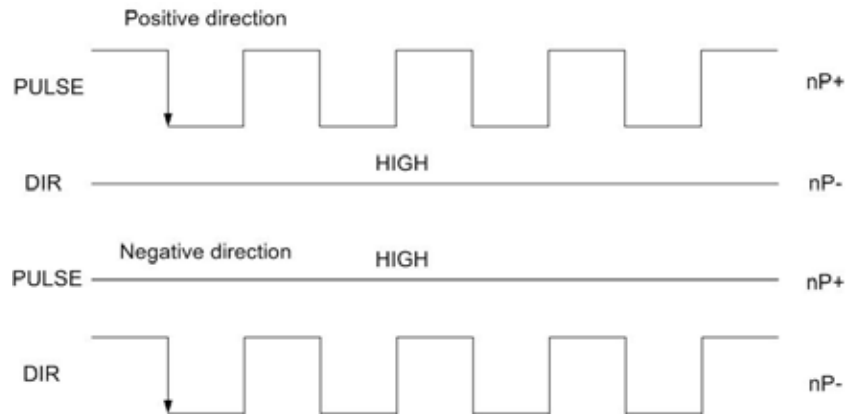 Positive direction
PULSE nP+
HIGH
DIR nP-
Negative direction HIGH
PULSE nP+
DIR nP-